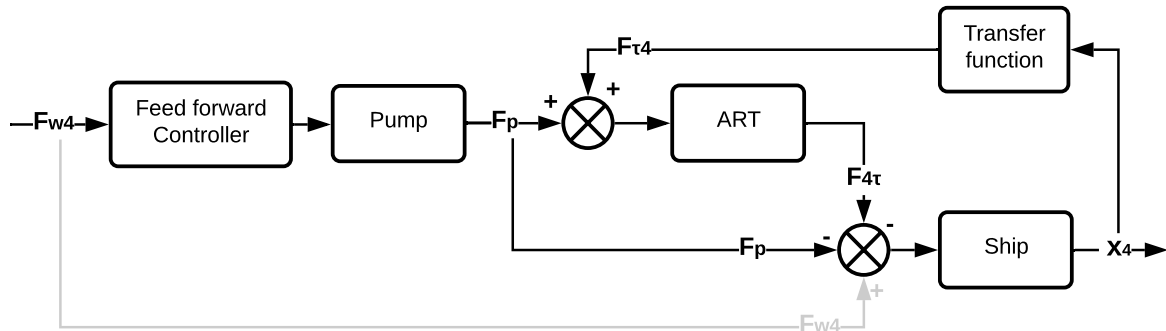 Transfer
function
Fτ4
Feed forward
Controller
Pump
ART
Fw4
Fp
+
+
F4τ
Fp
-
-
Ship
x4
+
Fw4